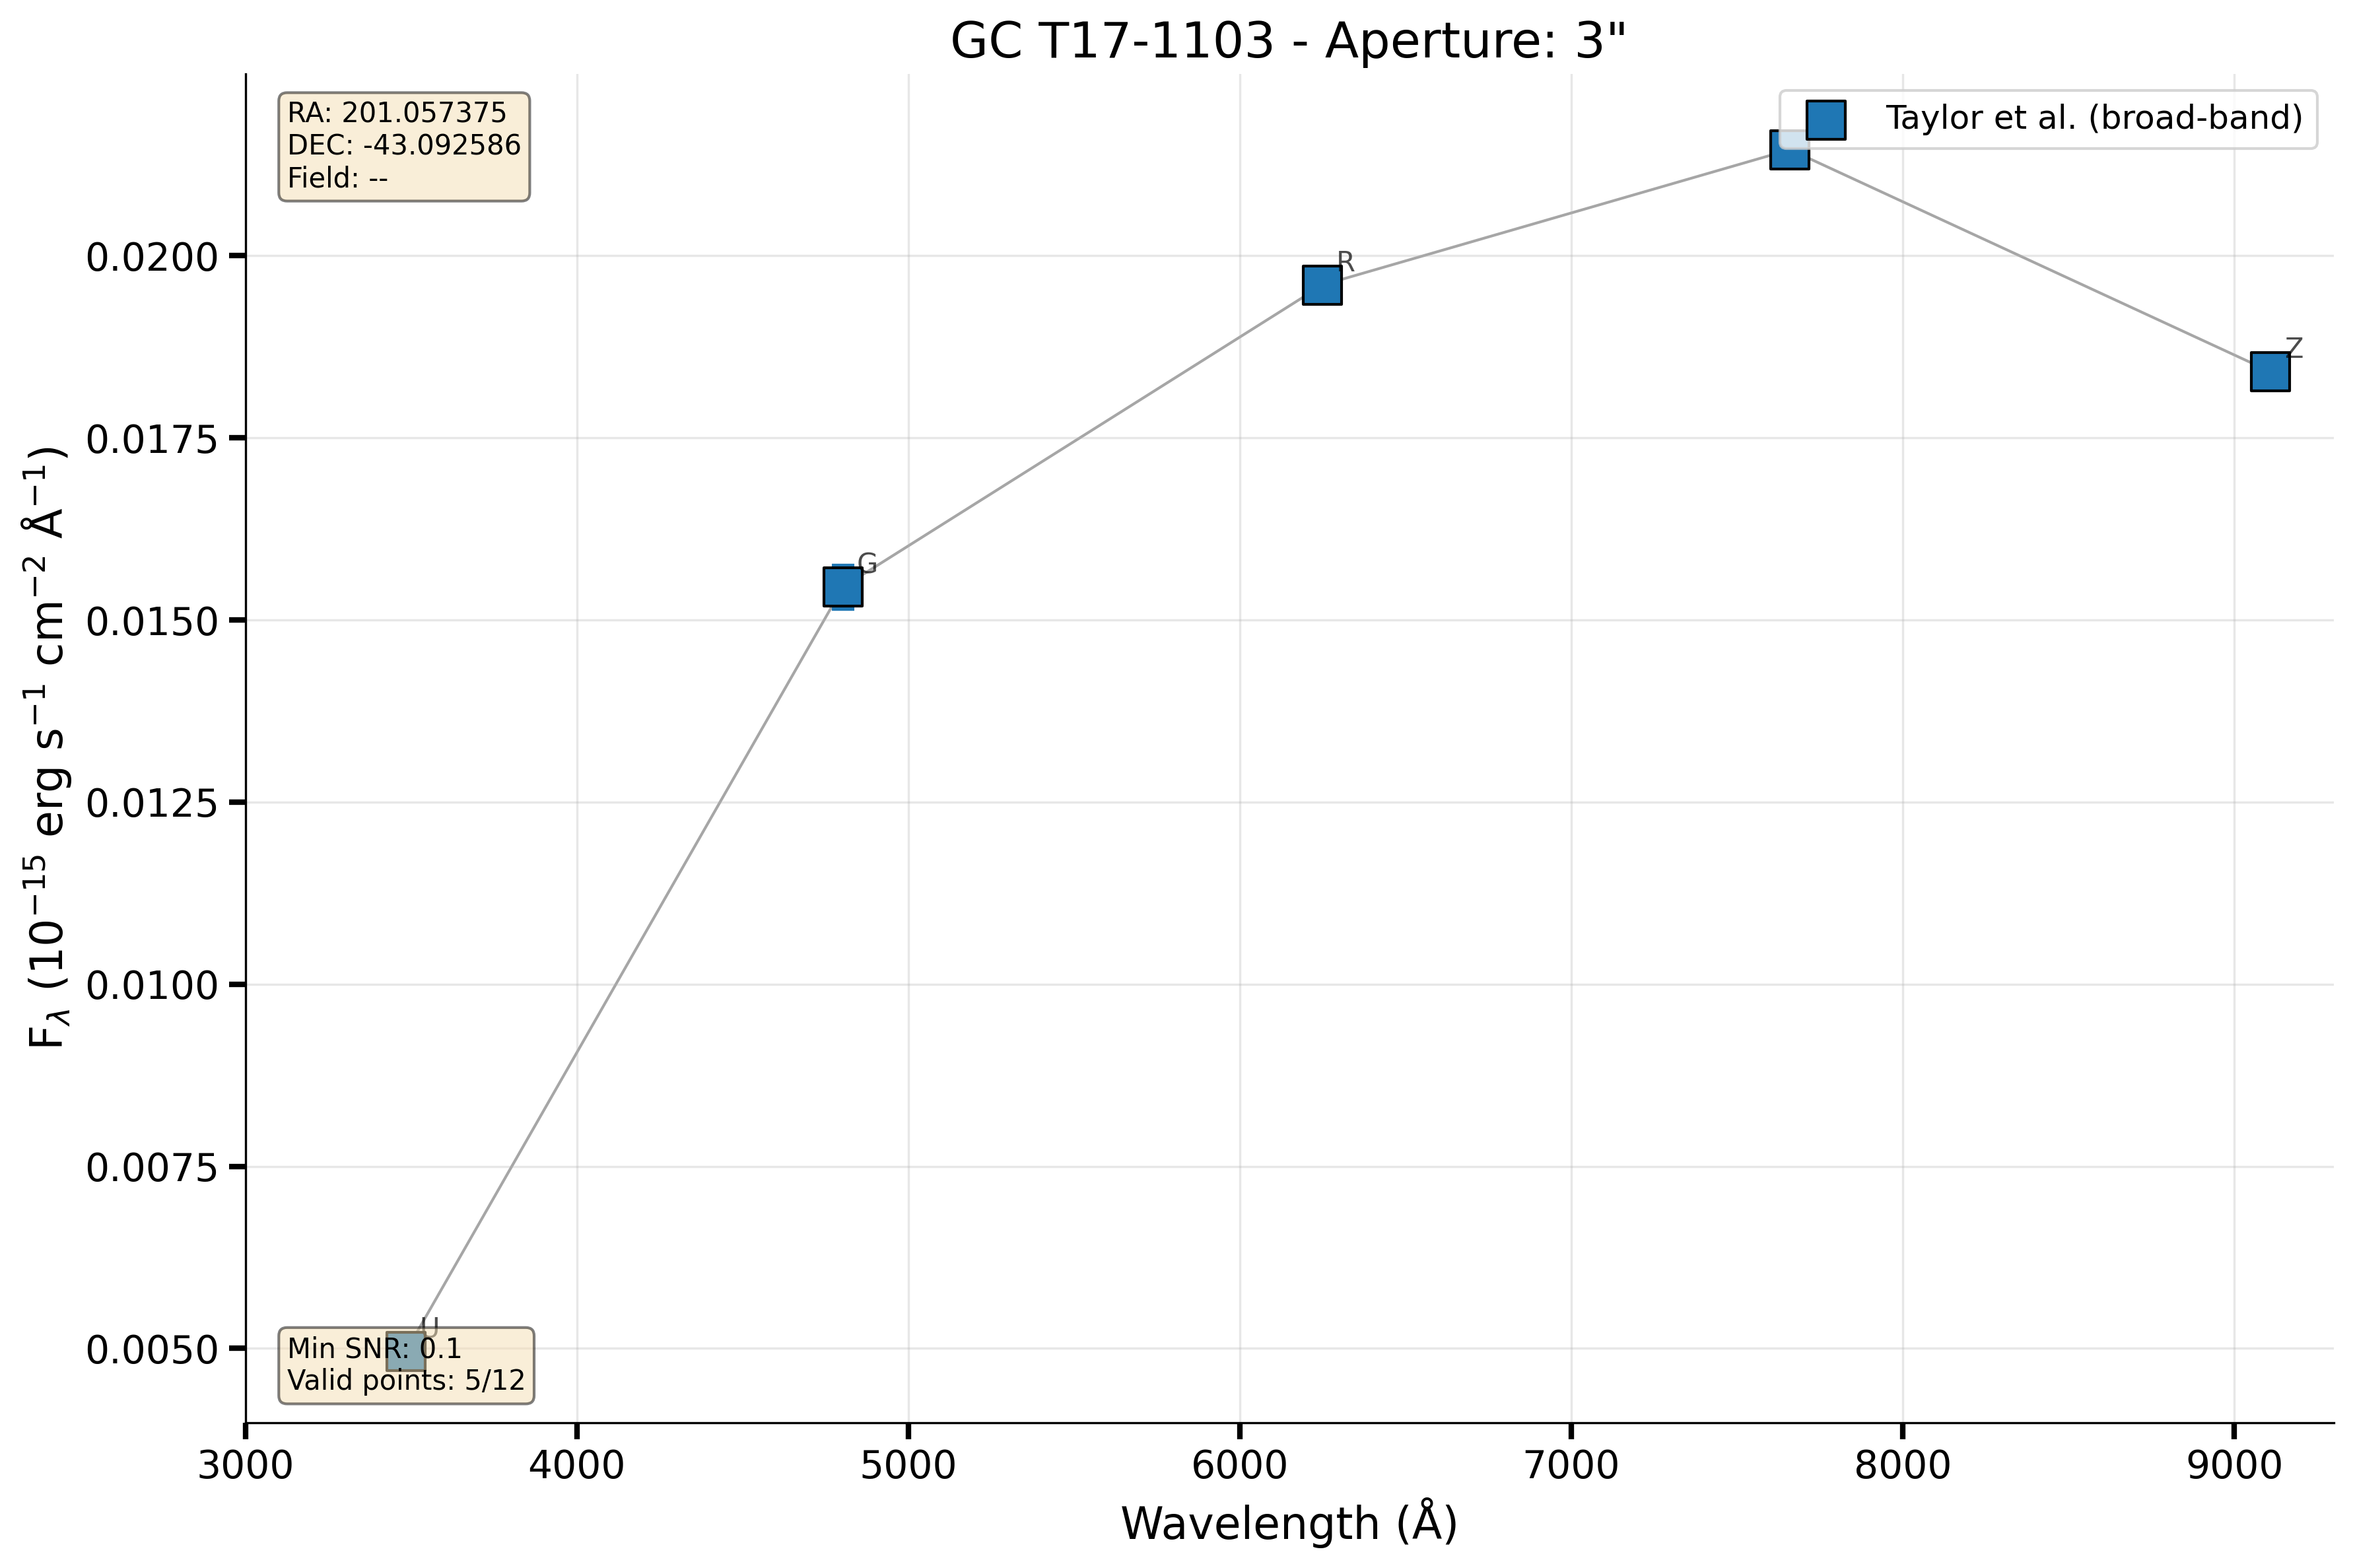 GC T17-1103 - Aperture: 3"
RA: 201.057375
DEC: -43.092586
Field: --
Taylor et al. (broad-band)
0.0200
0.0175
0.0150
0.0125
0.0100
0.0075
0.0050
F_λ (10⁻¹⁵ erg s⁻¹ cm⁻² Å⁻¹)
R
Z
G
U
Min SNR: 0.1
Valid points: 5/12
3000 4000 5000 6000 7000 8000 9000
Wavelength (Å)